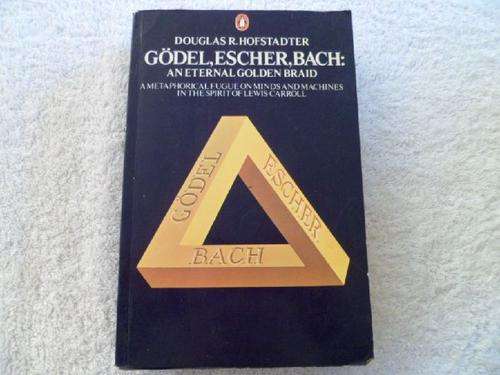 DOUGLAS R. HOFSTADTER
GÖDEL, ESCHER, BACH:
AN ETERNAL GOLDEN BRAID
A METAPHORICAL FUGUE ON MINDS AND MACHINES
IN THE SPIRIT OF LEWIS CARROLL
GÖDEL
ESCHER
BACH